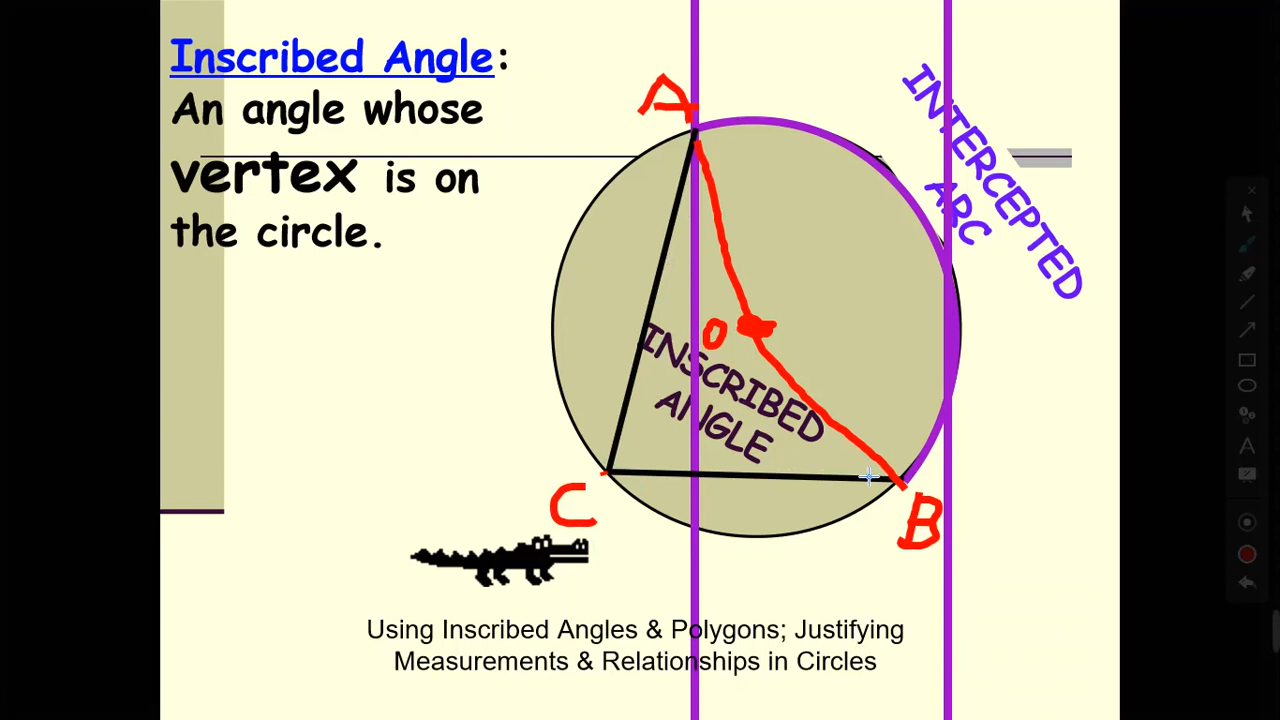 Inscribed Angle:
An angle whose
vertex is on
the circle.
A
INTERCEPTED
ARC
O
INSCRIBED
ANGLE
C
B
Using Inscribed Angles & Polygons; Justifying
Measurements & Relationships in Circles